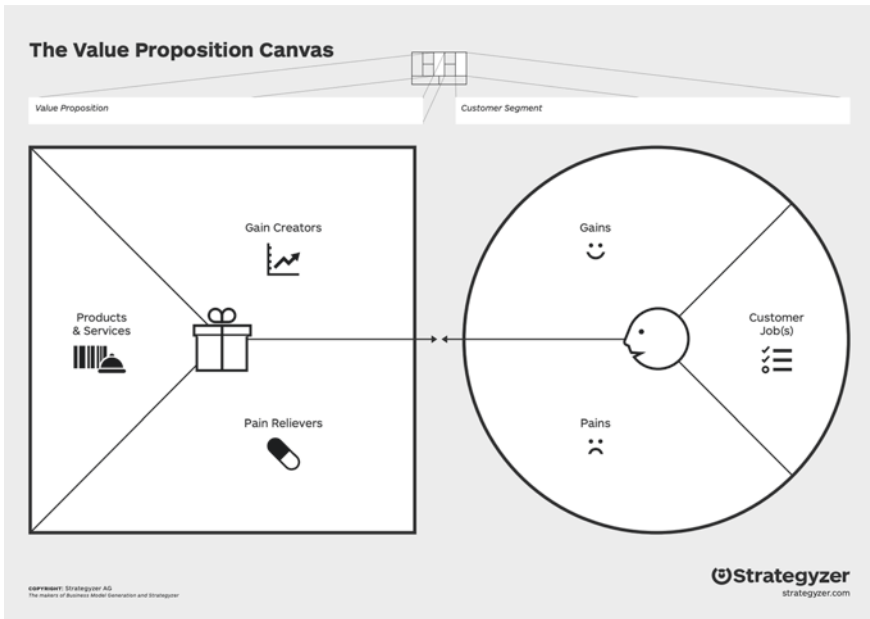 The Value Proposition Canvas
Value Proposition
Customer Segment
Gain Creators
Products
& Services
Pain Relievers
Gains
Customer
Job(s)
Pains
COPYRIGHT: Strategyzer AG
The makers of Business Model Generation and Strategyzer
Strategyzer
strategyzer.com